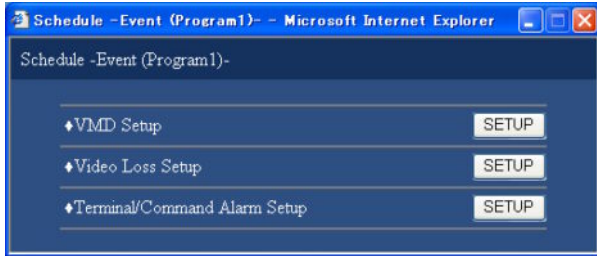 Schedule -Event (Program1)- - Microsoft Internet Explorer
Schedule -Event (Program1)-
♦VMD Setup SETUP
♦Video Loss Setup SETUP
♦Terminal/Command Alarm Setup SETUP